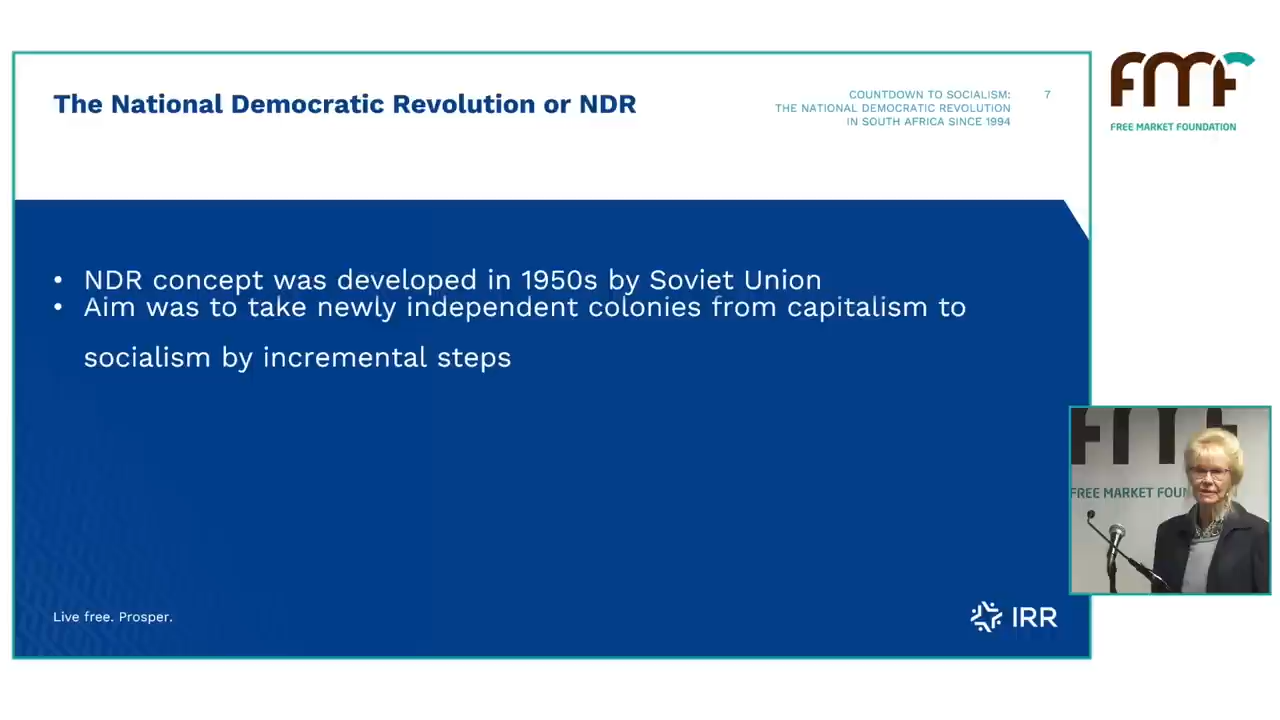 The National Democratic Revolution or NDR
COUNTDOWN TO SOCIALISM:
THE NATIONAL DEMOCRATIC REVOLUTION
IN SOUTH AFRICA SINCE 1994
7
FMF
FREE MARKET FOUNDATION
• NDR concept was developed in 1950s by Soviet Union
• Aim was to take newly independent colonies from capitalism to
socialism by incremental steps
FMF
FREE MARKET FOUN
Live free. Prosper.
IRR